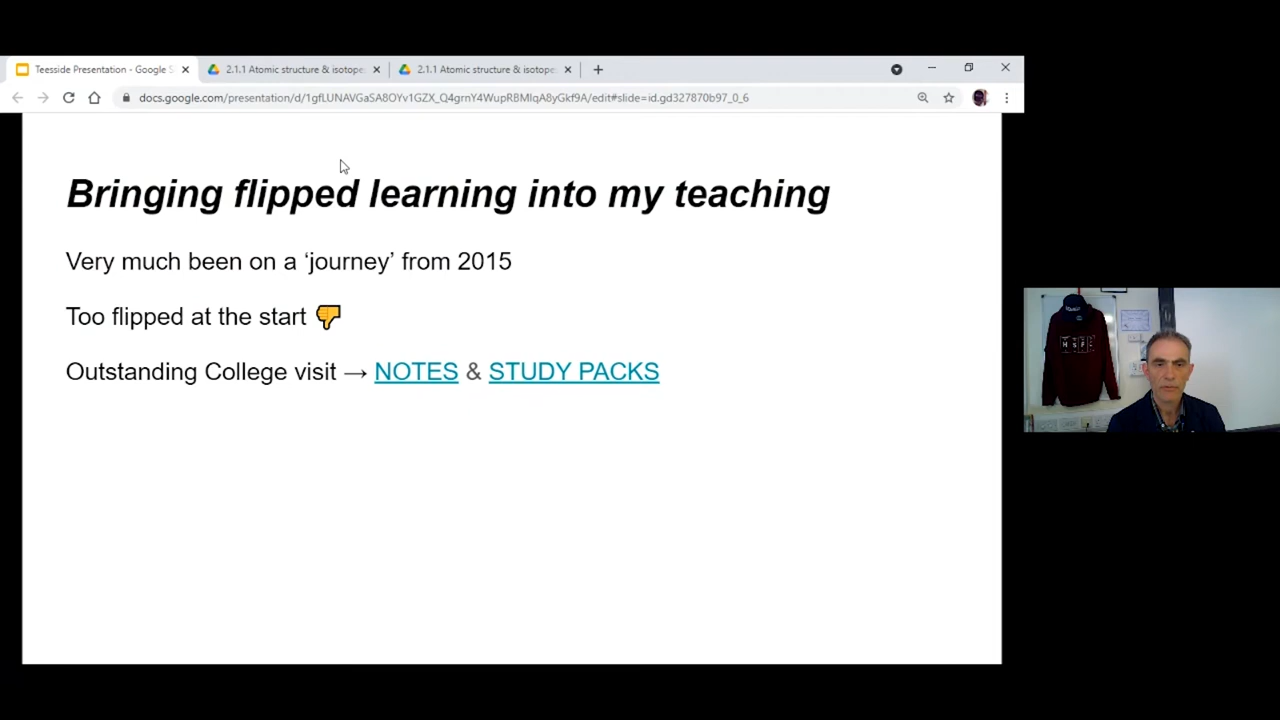 Teesside Presentation - Google S
2.1.1 Atomic structure & isotope
2.1.1 Atomic structure & isotope
docs.google.com/presentation/d/1gfLUNAVGaSA8OYv1GZX_Q4grnY4WupRBMlqA8yGkf9A/edit#slide=id.gd327870b97_0_6
Bringing flipped learning into my teaching
Very much been on a ‘journey’ from 2015
Too flipped at the start 👎
Outstanding College visit → NOTES & STUDY PACKS